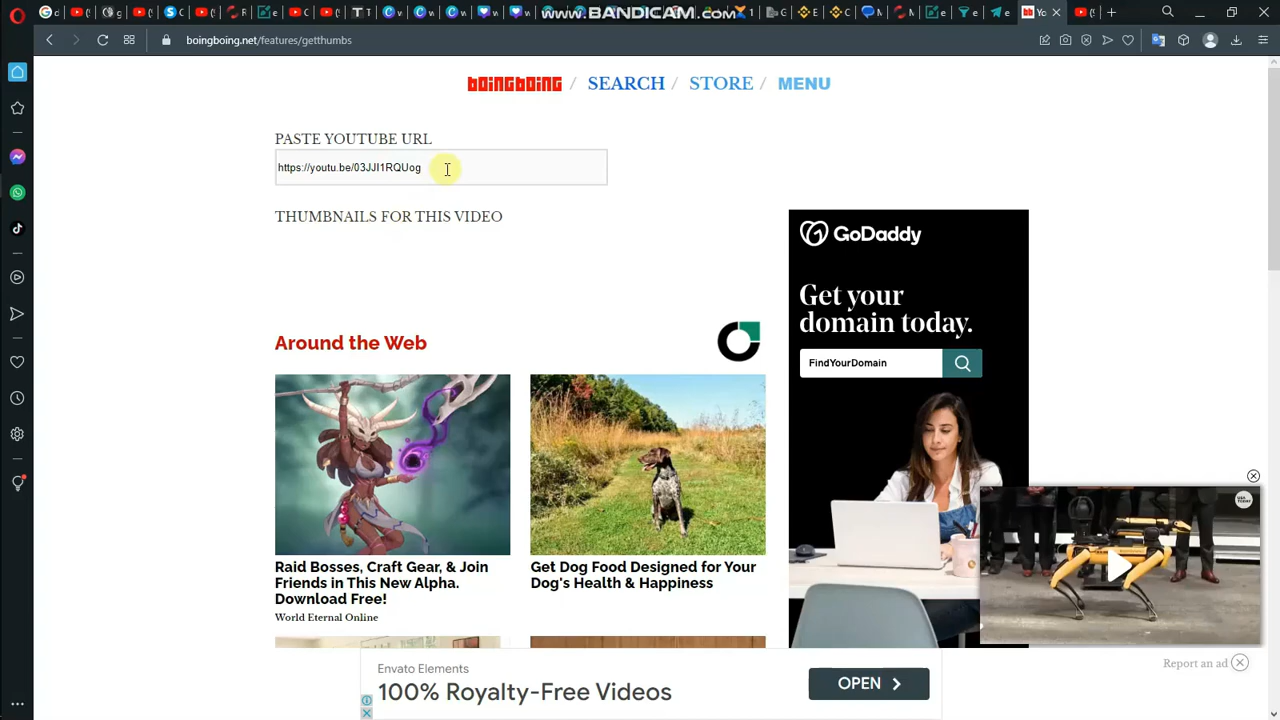 www.BANDICAM.com
boingboing.net/features/getthumbs
boingboing / SEARCH / STORE / MENU
PASTE YOUTUBE URL
https://youtu.be/03JJI1RQUog
THUMBNAILS FOR THIS VIDEO
GoDaddy
Get your
domain today.
FindYourDomain
Around the Web
Raid Bosses, Craft Gear, & Join
Friends in This New Alpha.
Download Free!
World Eternal Online
Get Dog Food Designed for Your
Dog's Health & Happiness
Envato Elements
100% Royalty-Free Videos
OPEN
Report an ad